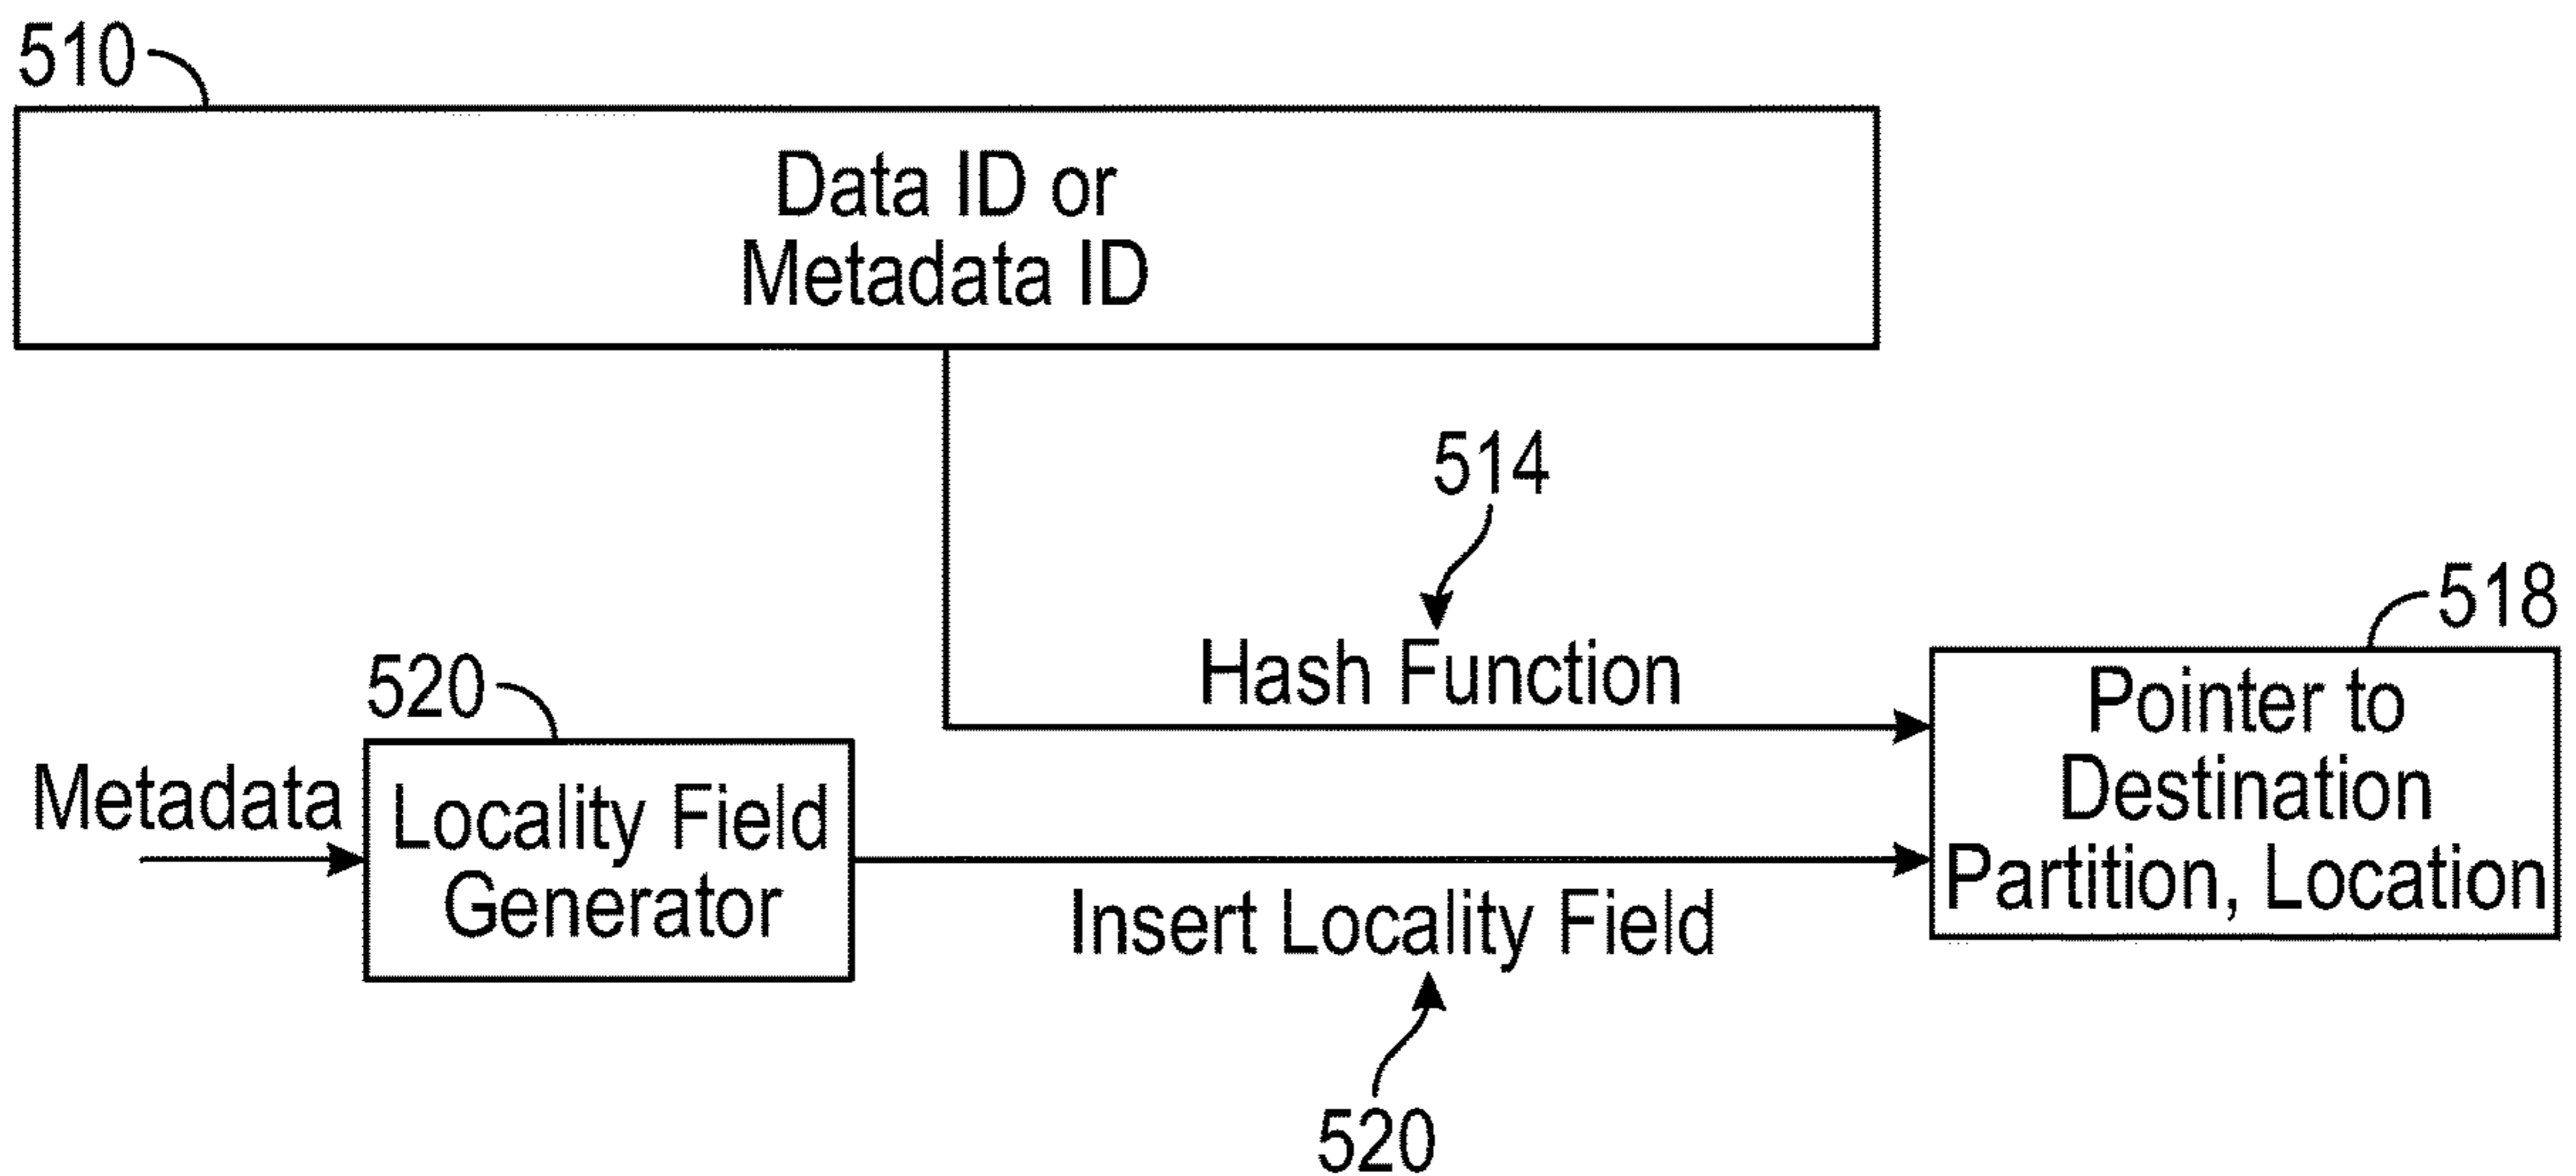 510
Data ID or
Metadata ID
514
Hash Function
518
Pointer to
Destination
Partition, Location
520
Metadata
Locality Field
Generator
Insert Locality Field
520